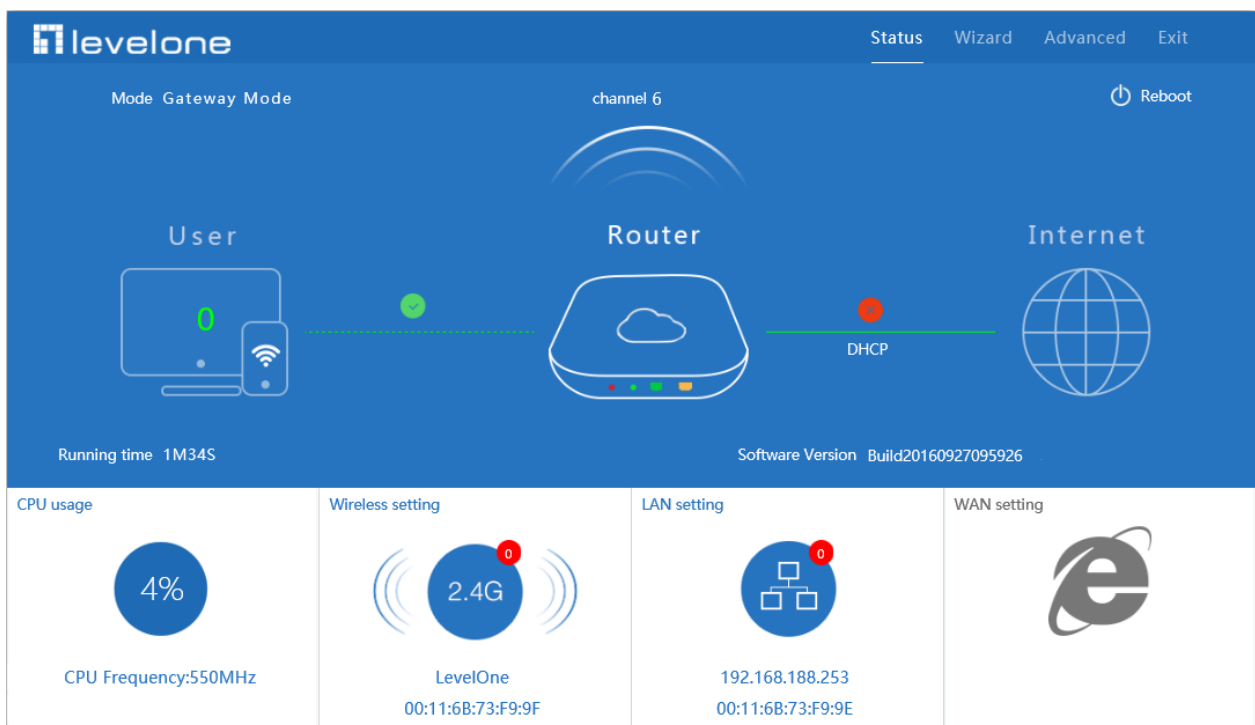 levelone
Status Wizard Advanced Exit
Mode Gateway Mode
channel 6
Reboot
User
Router
Internet
0
DHCP
Running time 1M34S
Software Version Build20160927095926
CPU usage
Wireless setting
LAN setting
WAN setting
4%
2.4G
0
0
CPU Frequency:550MHz
LevelOne
00:11:6B:73:F9:9F
192.168.188.253
00:11:6B:73:F9:9E